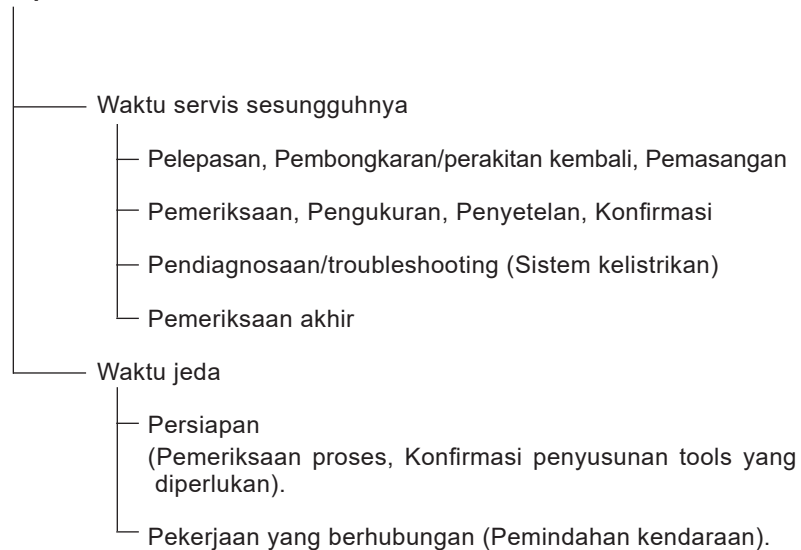 Waktu servis sesungguhnya
Pelepasan, Pembongkaran/perakitan kembali, Pemasangan
Pemeriksaan, Pengukuran, Penyetelan, Konfirmasi
Pendiagnosaan/troubleshooting (Sistem kelistrikan)
Pemeriksaan akhir
Waktu jeda
Persiapan
(Pemeriksaan proses, Konfirmasi penyusunan tools yang
diperlukan).
Pekerjaan yang berhubungan (Pemindahan kendaraan).